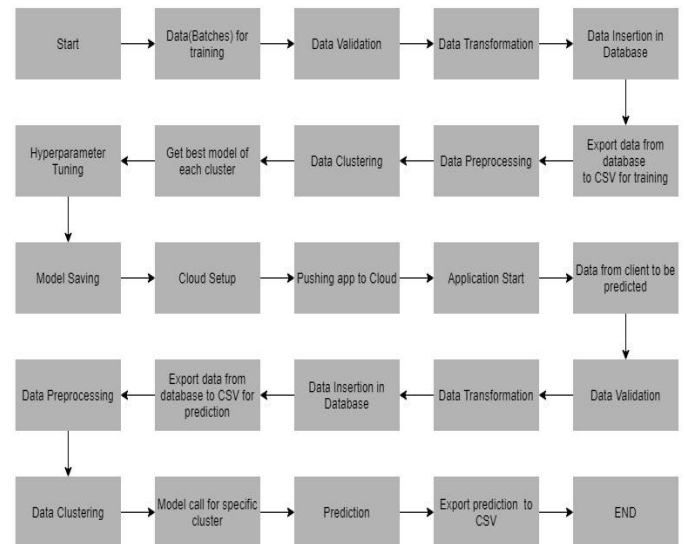 Start
Data(Batches) for
training
Data Validation
Data Transformation
Data Insertion in
Database
Export data from
database
to CSV for training
Data Preprocessing
Data Clustering
Get best model of
each cluster
Hyperparameter
Tuning
Model Saving
Cloud Setup
Pushing app to Cloud
Application Start
Data from client to be
predicted
Data Validation
Data Transformation
Data Insertion in
Database
Export data from
database to CSV for
prediction
Data Preprocessing
Data Clustering
Model call for specific
cluster
Prediction
Export prediction to
CSV
END